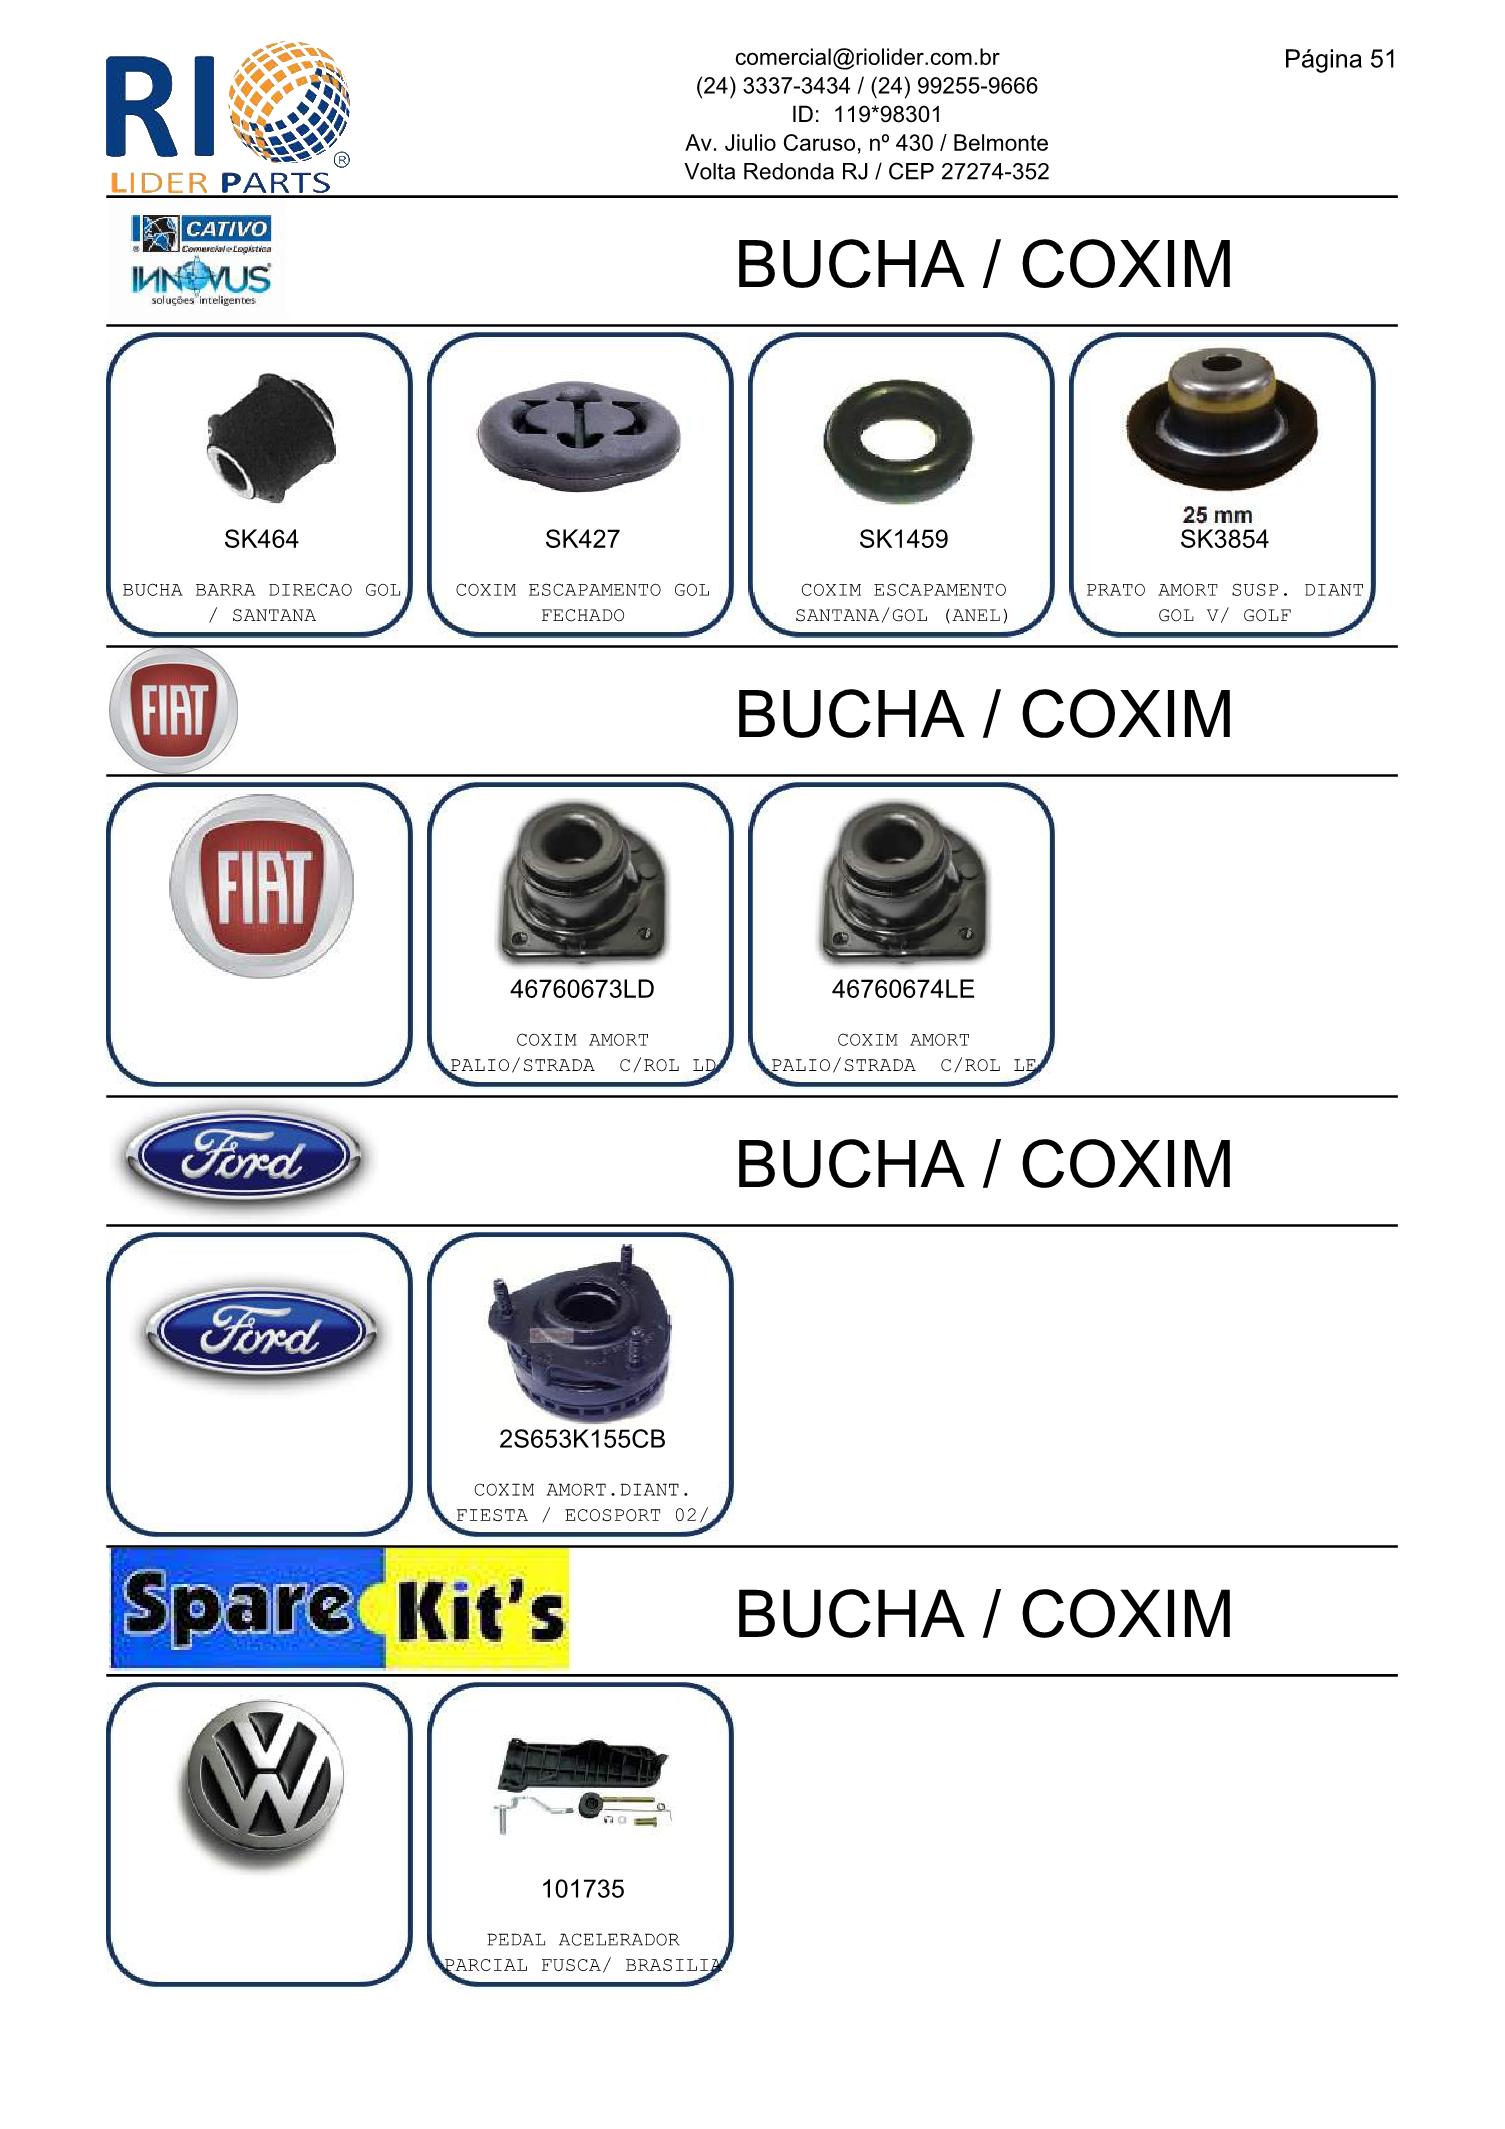 RIO
®
LIDER PARTS
comercial@riolider.com.br
(24) 3337-3434 / (24) 99255-9666
ID: 119*98301
Av. Jiulio Caruso, nº 430 / Belmonte
Volta Redonda RJ / CEP 27274-352
Página 51
CATIVO
® Comercial e Logística
INNOVUS
soluções inteligentes
BUCHA / COXIM
SK464
BUCHA BARRA DIRECAO GOL
/ SANTANA
SK427
COXIM ESCAPAMENTO GOL
FECHADO
SK1459
COXIM ESCAPAMENTO
SANTANA/GOL (ANEL)
25 mm
SK3854
PRATO AMORT SUSP. DIANT
GOL V/ GOLF
FIAT
BUCHA / COXIM
FIAT
46760673LD
COXIM AMORT
PALIO/STRADA C/ROL LD
46760674LE
COXIM AMORT
PALIO/STRADA C/ROL LE
Ford
BUCHA / COXIM
Ford
2S653K155CB
COXIM AMORT.DIANT.
FIESTA / ECOSPORT 02/
Spare Kit's
BUCHA / COXIM
VW
101735
PEDAL ACELERADOR
PARCIAL FUSCA/ BRASILIA